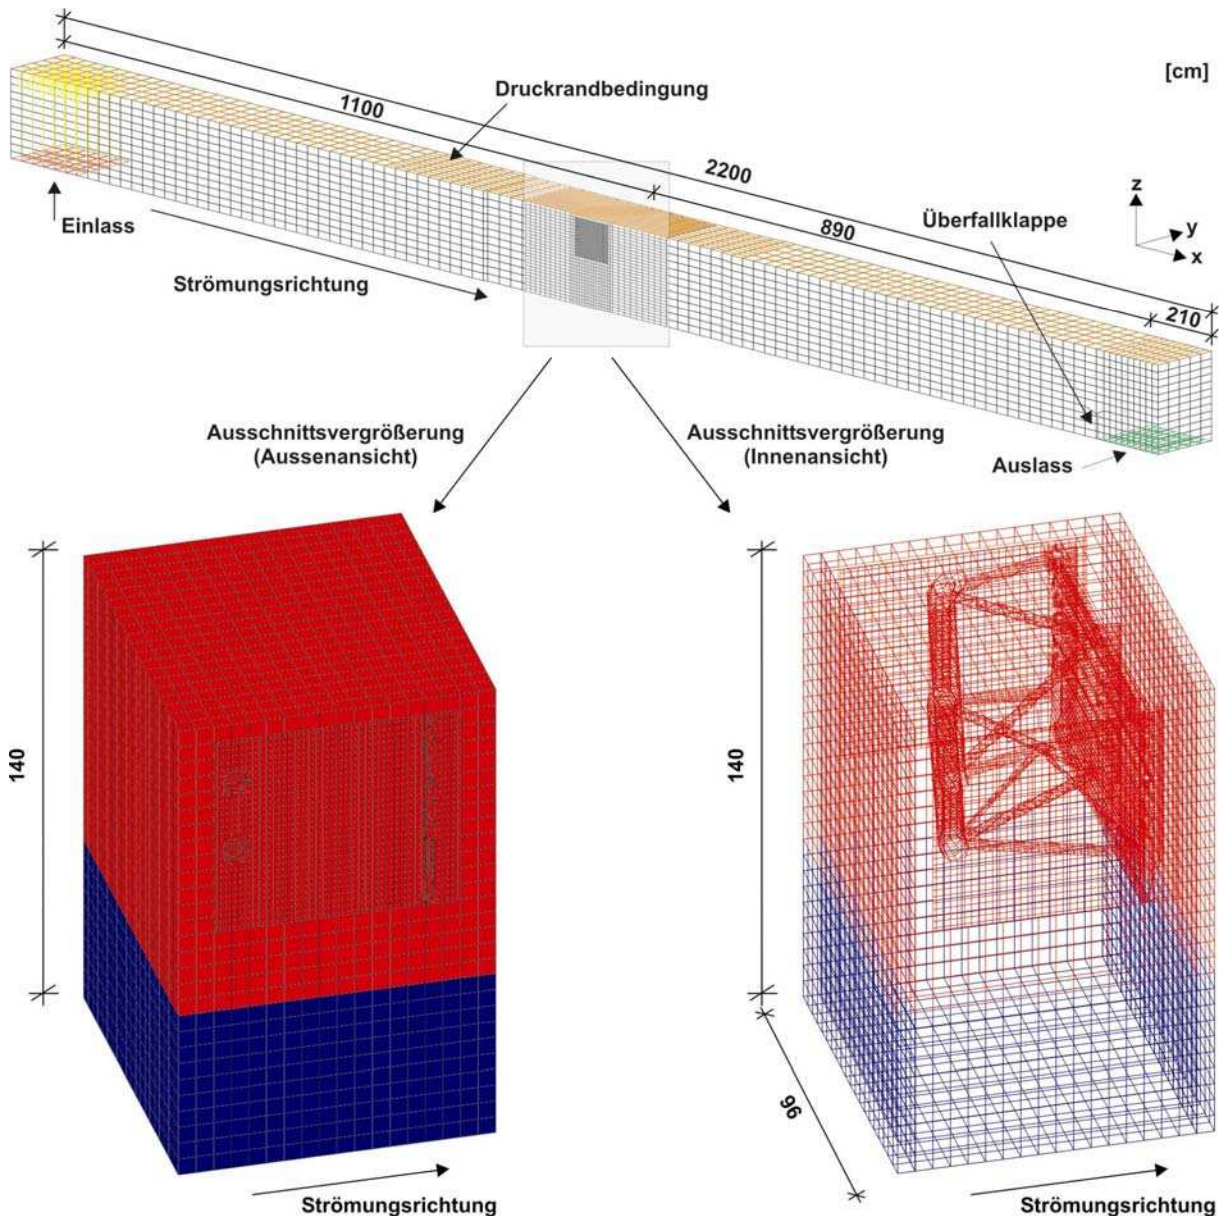 [cm]
Druckrandbedingung
1100
2200
z
y
x
Überfallklappe
890
Einlass
Strömungsrichtung
210
Ausschnittsvergrößerung
(Aussenansicht)
Ausschnittsvergrößerung
(Innenansicht)
Auslass
140
140
96
Strömungsrichtung
Strömungsrichtung